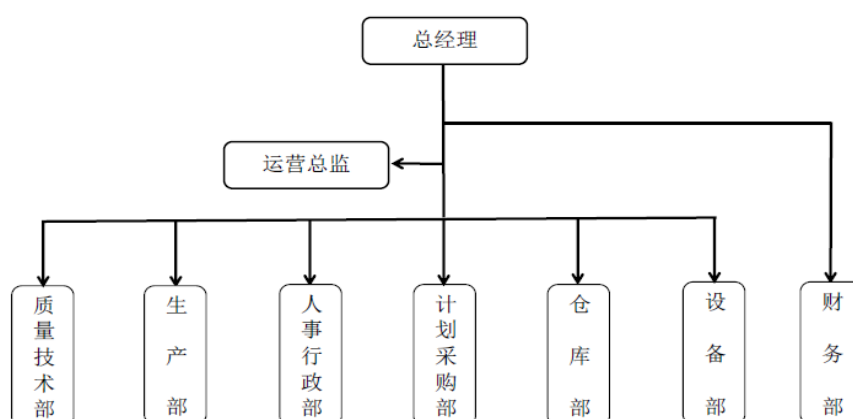 总经理
运营总监
质量技术部
生产部
人事行政部
计划采购部
仓库部
设备部
财务部